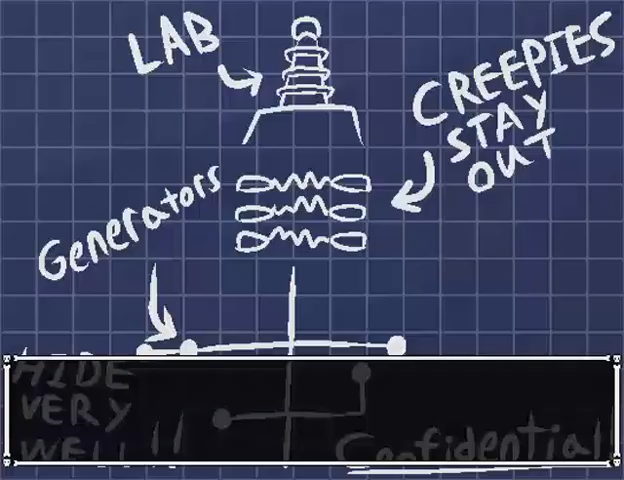 LAB
CREEPIES
STAY
OUT
Generators
HIDE
VERY
WELL !!
Confidential!